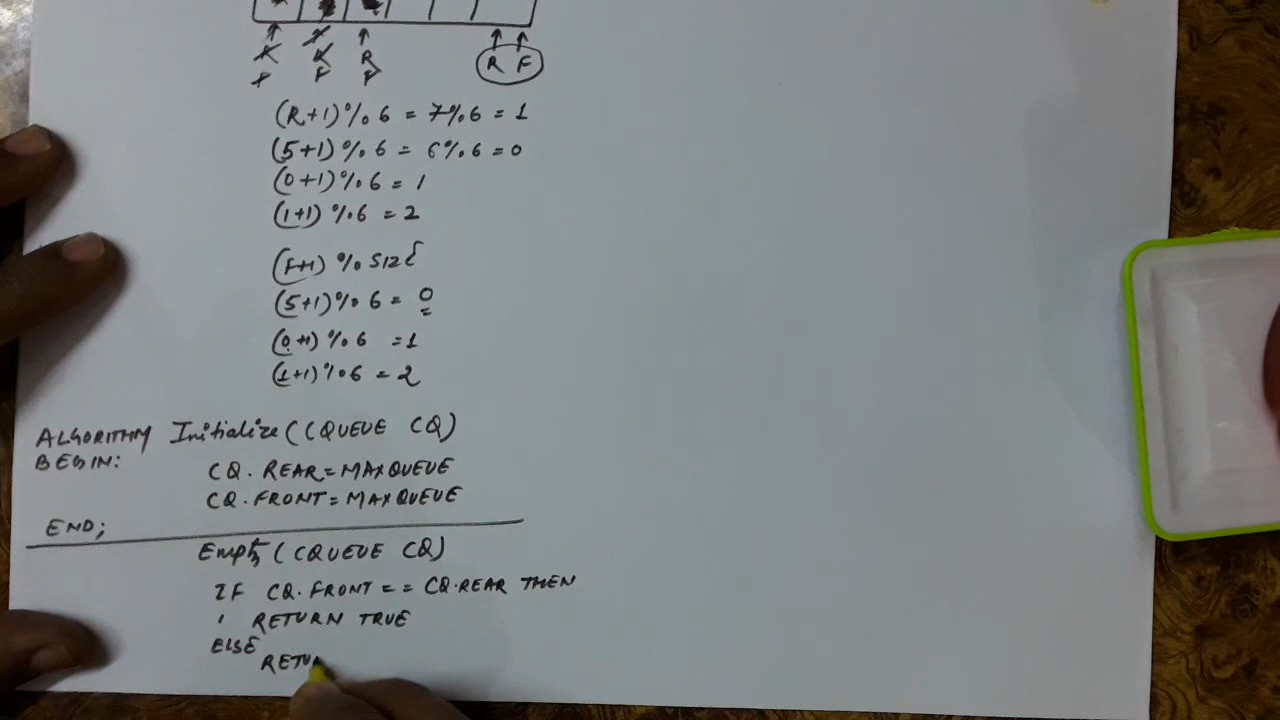 R F
F R R
F F
(R+1)%6 = 7%6 = 1
(5+1)%6 = 6%6 = 0
(0+1)%6 = 1
(1+1)%6 = 2
(F+1) % SIZE
(5+1)%6 = 0
(0+1)%6 = 1
(1+1)%6 = 2
ALGORITHM Initialize(CQUEUE CQ)
BEGIN:
CQ.REAR=MAXQUEUE
CQ.FRONT=MAXQUEUE
END;
Empty(CQUEUE CQ)
IF CQ.FRONT == CQ.REAR THEN
RETURN TRUE
ELSE
RETU